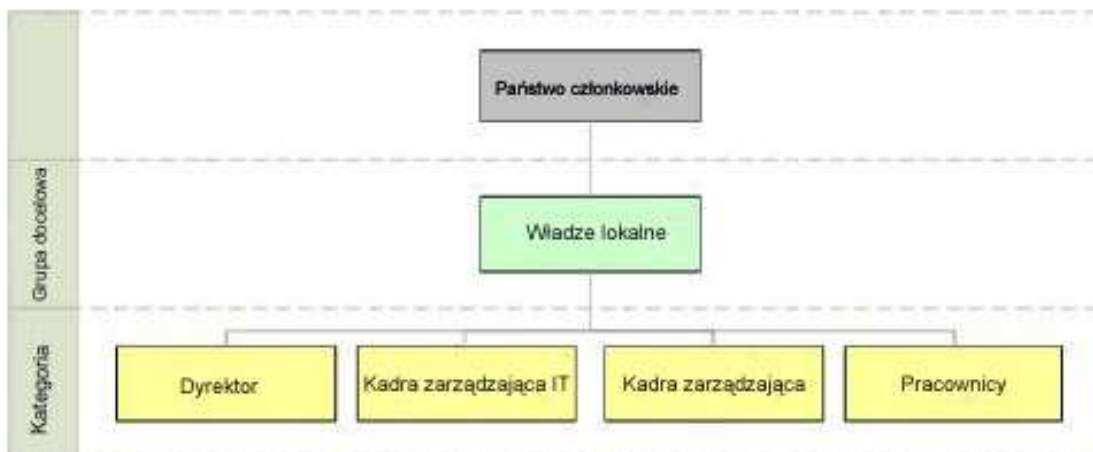 Państwo członkowskie
Grupa docelowa
Władze lokalne
Kategoria
Dyrektor
Kadra zarządzająca IT
Kadra zarządzająca
Pracownicy